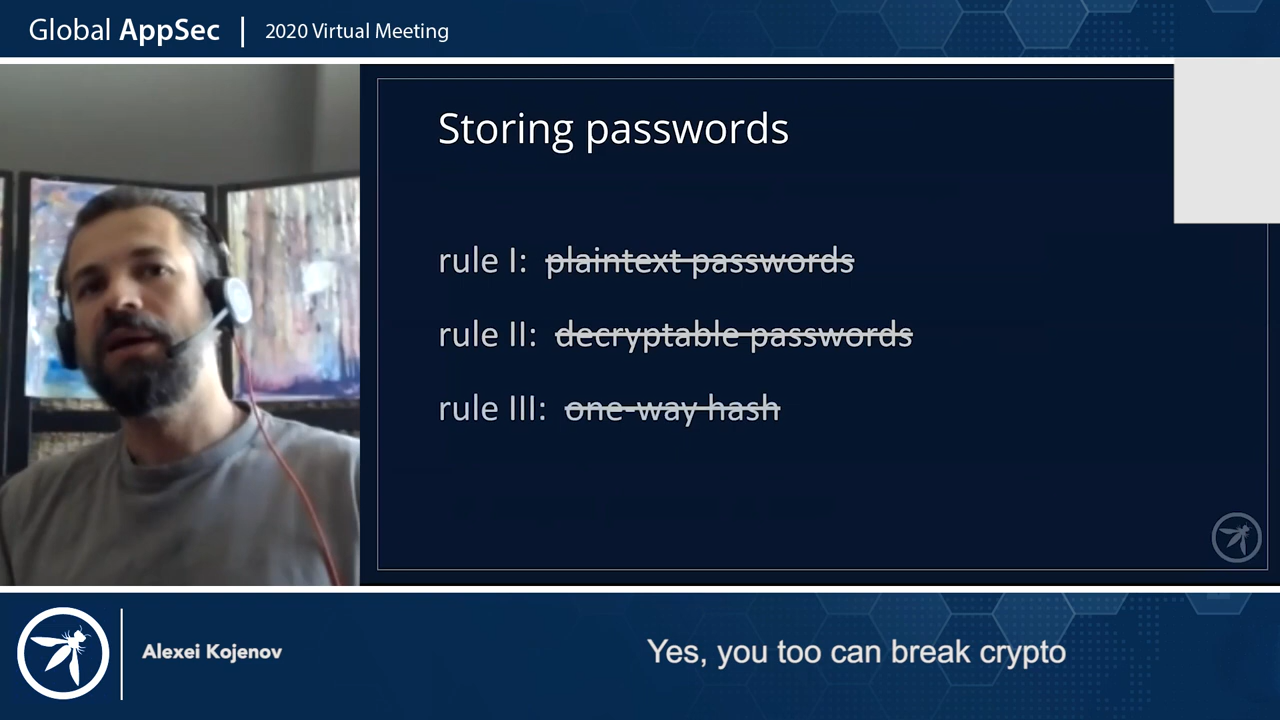 Global AppSec | 2020 Virtual Meeting
Storing passwords
rule I: plaintext passwords
rule II: decryptable passwords
rule III: one-way hash
Alexei Kojenov
Yes, you too can break crypto